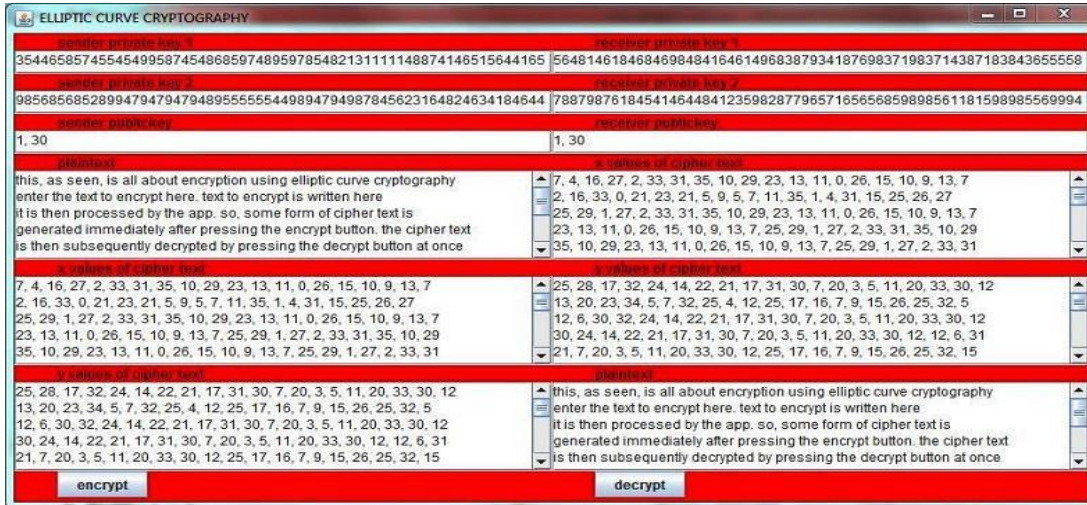 ELLIPTIC CURVE CRYPTOGRAPHY
sender private key 1
receiver private key 1
3544658574554549958745486859748959785482131111148874146515644165
5648146184684698484164614968387934187698371983714387183843655558
sender private key 2
receiver private key 2
9856856852899479479479489555555449894794987845623164824634184644
7887987618454146448412359828779657165656859898561181598985569994
sender publickey
receiver publickey
1, 30
1, 30
plaintext
this, as seen, is all about encryption using elliptic curve cryptography
enter the text to encrypt here. text to encrypt is written here
it is then processed by the app. so, some form of cipher text is
generated immediately after pressing the encrypt button. the cipher text
is then subsequently decrypted by pressing the decrypt button at once
x values of cipher text
7, 4, 16, 27, 2, 33, 31, 35, 10, 29, 23, 13, 11, 0, 26, 15, 10, 9, 13, 7
2, 16, 33, 0, 21, 23, 21, 5, 9, 5, 7, 11, 35, 1, 4, 31, 15, 25, 26, 27
25, 29, 1, 27, 2, 33, 31, 35, 10, 29, 23, 13, 11, 0, 26, 15, 10, 9, 13, 7
23, 13, 11, 0, 26, 15, 10, 9, 13, 7, 25, 29, 1, 27, 2, 33, 31, 35, 10, 29
35, 10, 29, 23, 13, 11, 0, 26, 15, 10, 9, 13, 7, 25, 29, 1, 27, 2, 33, 31
x values of cipher text
7, 4, 16, 27, 2, 33, 31, 35, 10, 29, 23, 13, 11, 0, 26, 15, 10, 9, 13, 7
2, 16, 33, 0, 21, 23, 21, 5, 9, 5, 7, 11, 35, 1, 4, 31, 15, 25, 26, 27
25, 29, 1, 27, 2, 33, 31, 35, 10, 29, 23, 13, 11, 0, 26, 15, 10, 9, 13, 7
23, 13, 11, 0, 26, 15, 10, 9, 13, 7, 25, 29, 1, 27, 2, 33, 31, 35, 10, 29
35, 10, 29, 23, 13, 11, 0, 26, 15, 10, 9, 13, 7, 25, 29, 1, 27, 2, 33, 31
y values of cipher text
25, 28, 17, 32, 24, 14, 22, 21, 17, 31, 30, 7, 20, 3, 5, 11, 20, 33, 30, 12
13, 20, 23, 34, 5, 7, 32, 25, 4, 12, 25, 17, 16, 7, 9, 15, 26, 25, 32, 5
12, 6, 30, 32, 24, 14, 22, 21, 17, 31, 30, 7, 20, 3, 5, 11, 20, 33, 30, 12
30, 24, 14, 22, 21, 17, 31, 30, 7, 20, 3, 5, 11, 20, 33, 30, 12, 12, 6, 31
21, 7, 20, 3, 5, 11, 20, 33, 30, 12, 25, 17, 16, 7, 9, 15, 26, 25, 32, 15
y values of cipher text
25, 28, 17, 32, 24, 14, 22, 21, 17, 31, 30, 7, 20, 3, 5, 11, 20, 33, 30, 12
13, 20, 23, 34, 5, 7, 32, 25, 4, 12, 25, 17, 16, 7, 9, 15, 26, 25, 32, 5
12, 6, 30, 32, 24, 14, 22, 21, 17, 31, 30, 7, 20, 3, 5, 11, 20, 33, 30, 12
30, 24, 14, 22, 21, 17, 31, 30, 7, 20, 3, 5, 11, 20, 33, 30, 12, 12, 6, 31
21, 7, 20, 3, 5, 11, 20, 33, 30, 12, 25, 17, 16, 7, 9, 15, 26, 25, 32, 15
plaintext
this, as seen, is all about encryption using elliptic curve cryptography
enter the text to encrypt here. text to encrypt is written here
it is then processed by the app. so, some form of cipher text is
generated immediately after pressing the encrypt button. the cipher text
is then subsequently decrypted by pressing the decrypt button at once
encrypt
decrypt